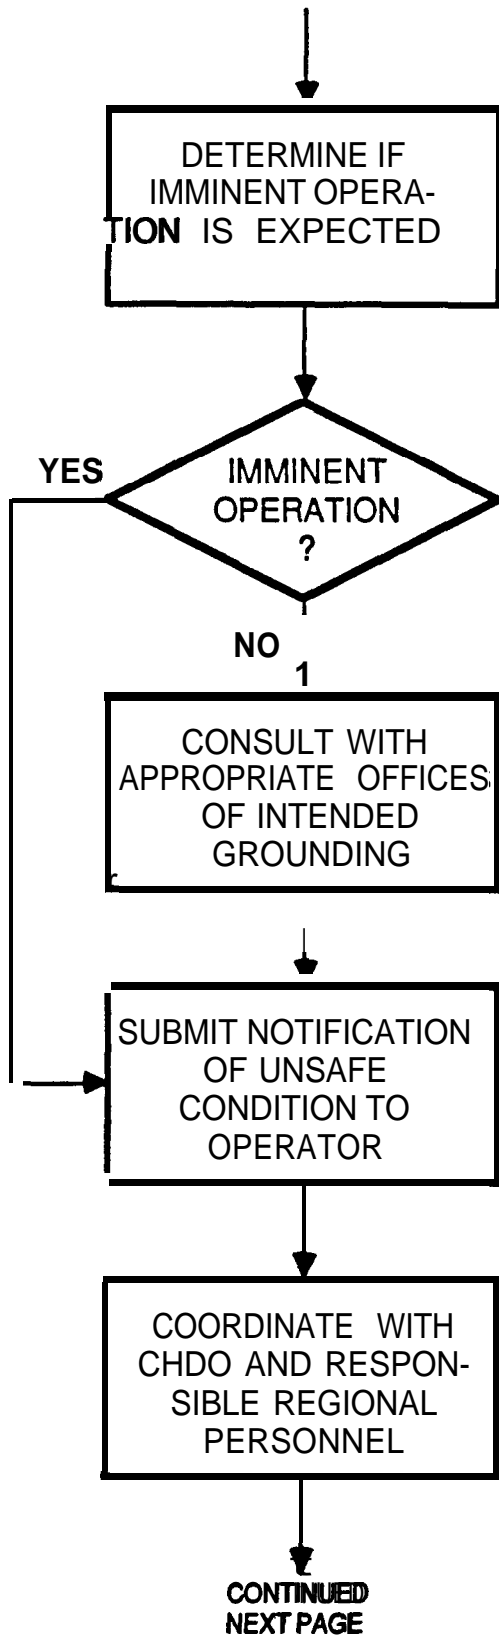 DETERMINE IF
IMMINENT OPERA-
TION IS EXPECTED
YES
IMMINENT
OPERATION
?
NO
1
CONSULT WITH
APPROPRIATE OFFICES
OF INTENDED
GROUNDING
SUBMIT NOTIFICATION
OF UNSAFE
CONDITION TO
OPERATOR
COORDINATE WITH
CHDO AND RESPON-
SIBLE REGIONAL
PERSONNEL
CONTINUED
NEXT PAGE